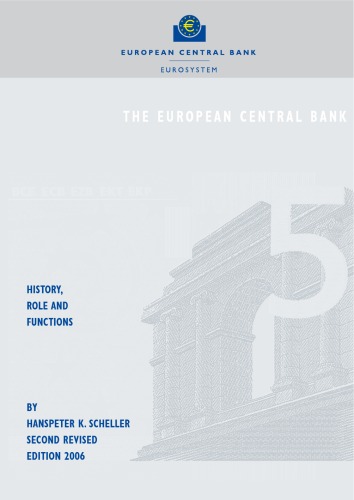 EUROPEAN CENTRAL BANK
EUROSYSTEM
THE EUROPEAN CENTRAL BANK
5
HISTORY,
ROLE AND
FUNCTIONS
BY
HANSPETER K. SCHELLER
SECOND REVISED
EDITION 2006